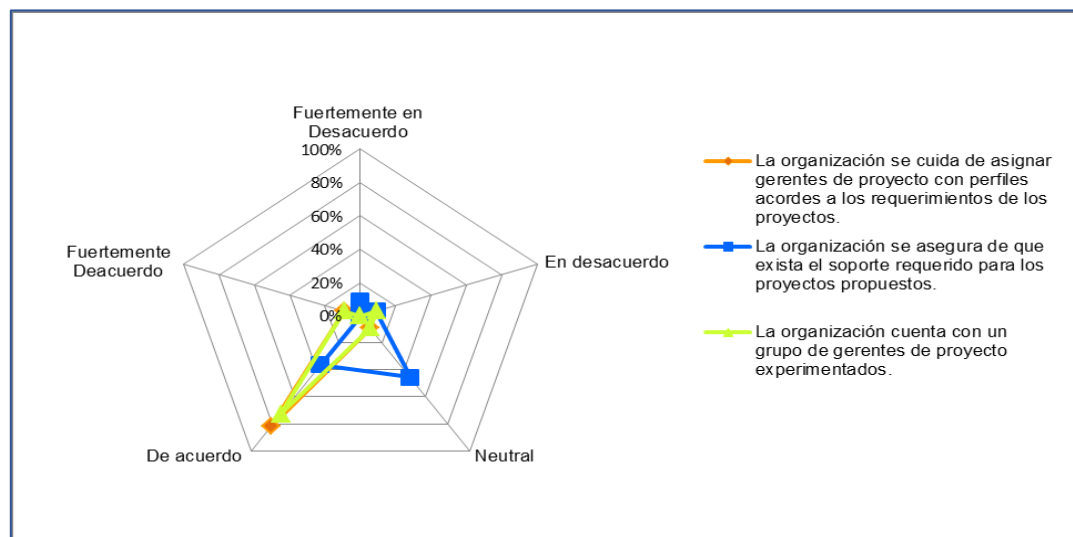 Fuertemente en
Desacuerdo
100%
80%
60%
40%
20%
0%
En desacuerdo
Neutral
De acuerdo
Fuertemente
Deacuerdo
La organización se cuida de asignar
gerentes de proyecto con perfiles
acordes a los requerimientos de los
proyectos.
La organización se asegura de que
exista el soporte requerido para los
proyectos propuestos.
La organización cuenta con un
grupo de gerentes de proyecto
experimentados.